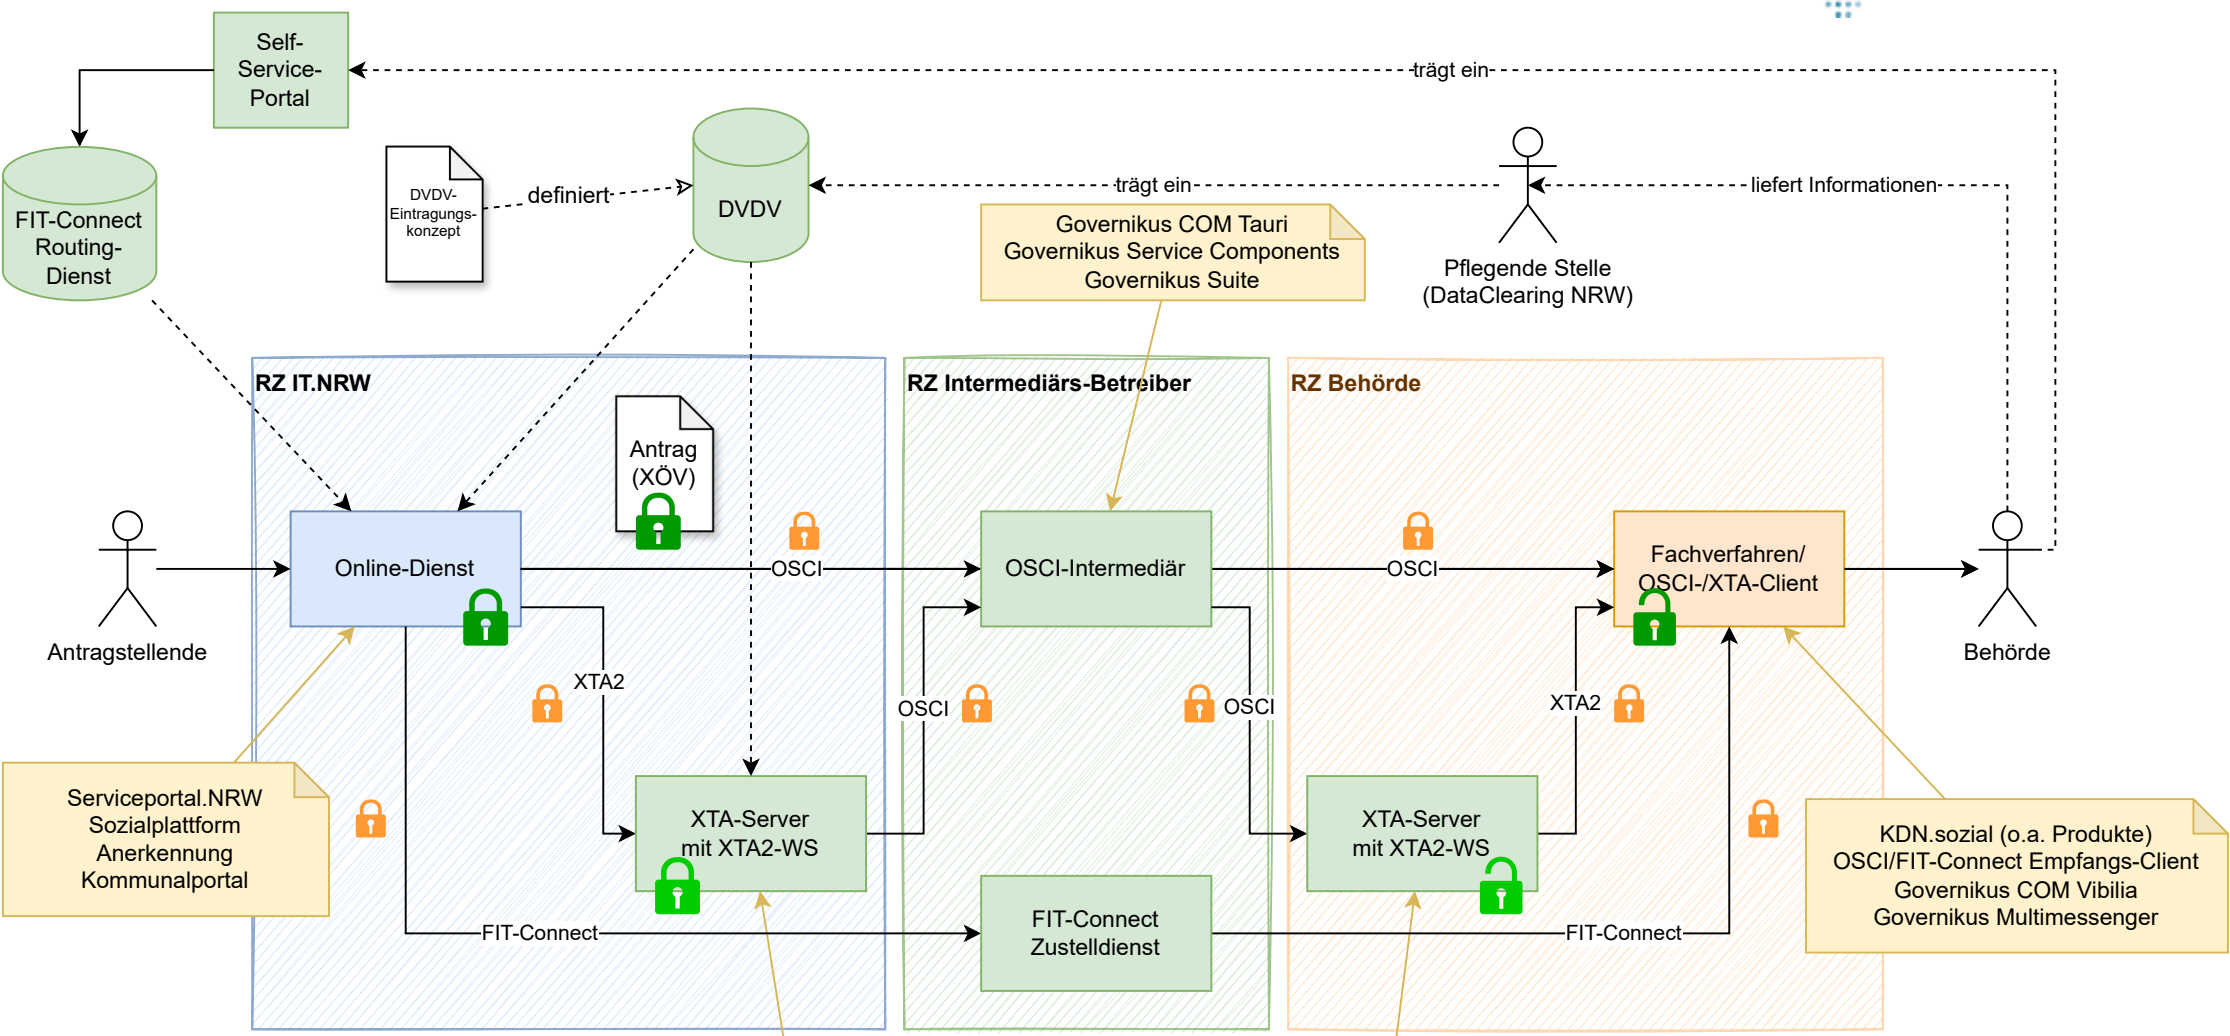 Self-
Service-
Portal
trägt ein
FIT-Connect
Routing-
Dienst
DVDV-
Eintragungs-
konzept
definiert
DVDV
trägt ein
liefert Informationen
Governikus COM Tauri
Governikus Service Components
Governikus Suite
Pflegende Stelle
(DataClearing NRW)
RZ IT.NRW
RZ Intermediärs-Betreiber
RZ Behörde
Antrag
(XÖV)
Antragstellende
Online-Dienst
OSCI
OSCI-Intermediär
OSCI
Fachverfahren/
OSCI-/XTA-Client
Behörde
XTA2
OSCI
OSCI
XTA2
Serviceportal.NRW
Sozialplattform
Anerkennung
Kommunalportal
XTA-Server
mit XTA2-WS
XTA-Server
mit XTA2-WS
KDN.sozial (o.a. Produkte)
OSCI/FIT-Connect Empfangs-Client
Governikus COM Vibilia
Governikus Multimessenger
FIT-Connect
FIT-Connect
Zustelldienst
FIT-Connect